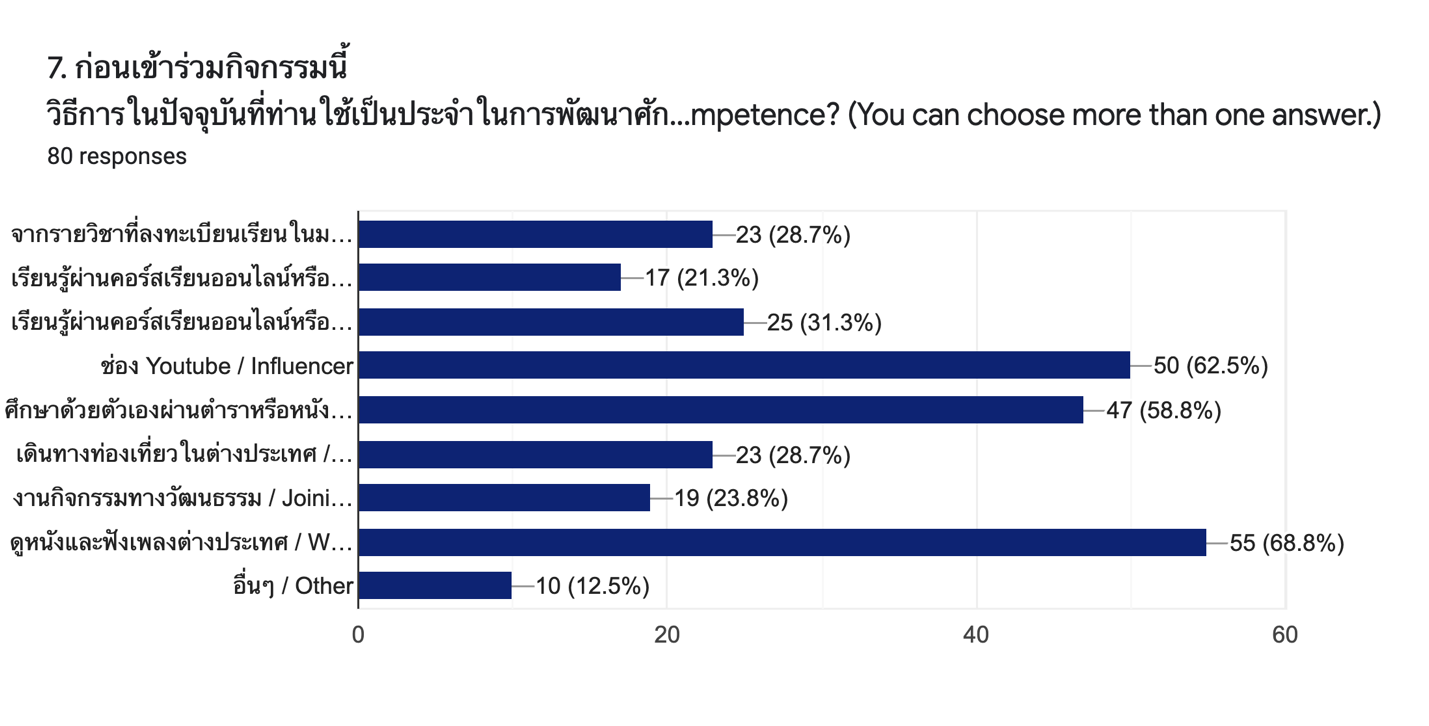 7. ก่อนเข้าร่วมกิจกรรมนี้
วิธีการในปัจจุบันที่ท่านใช้เป็นประจำในการพัฒนาศัก...mpetence? (You can choose more than one answer.)
80 responses
จากรายวิชาที่ลงทะเบียนเรียนในม... 23 (28.7%)
เรียนรู้ผ่านคอร์สเรียนออนไลน์หรือ... 17 (21.3%)
เรียนรู้ผ่านคอร์สเรียนออนไลน์หรือ... 25 (31.3%)
ช่อง Youtube / Influencer 50 (62.5%)
ศึกษาด้วยตัวเองผ่านตำราหรือหนัง... 47 (58.8%)
เดินทางท่องเที่ยวในต่างประเทศ /... 23 (28.7%)
งานกิจกรรมทางวัฒนธรรม / Joini... 19 (23.8%)
ดูหนังและฟังเพลงต่างประเทศ / W... 55 (68.8%)
อื่นๆ / Other 10 (12.5%)
0 20 40 60